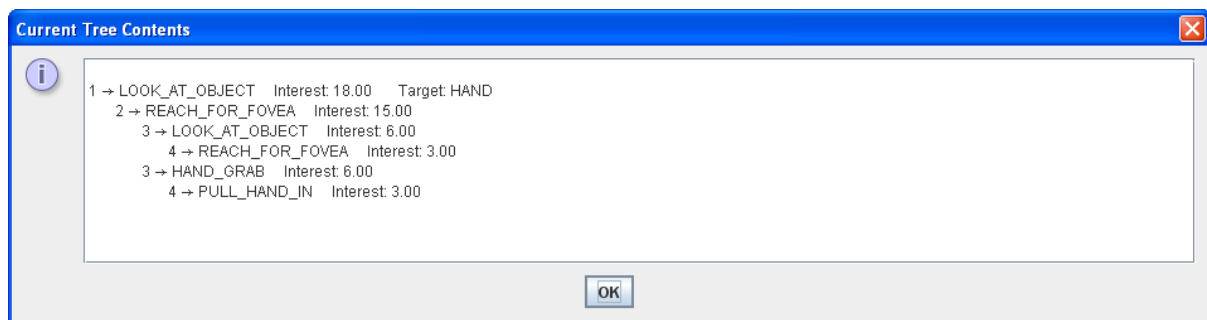 Current Tree Contents
1 → LOOK_AT_OBJECT Interest: 18.00 Target: HAND
2 → REACH_FOR_FOVEA Interest: 15.00
3 → LOOK_AT_OBJECT Interest: 6.00
4 → REACH_FOR_FOVEA Interest: 3.00
3 → HAND_GRAB Interest: 6.00
4 → PULL_HAND_IN Interest: 3.00
OK